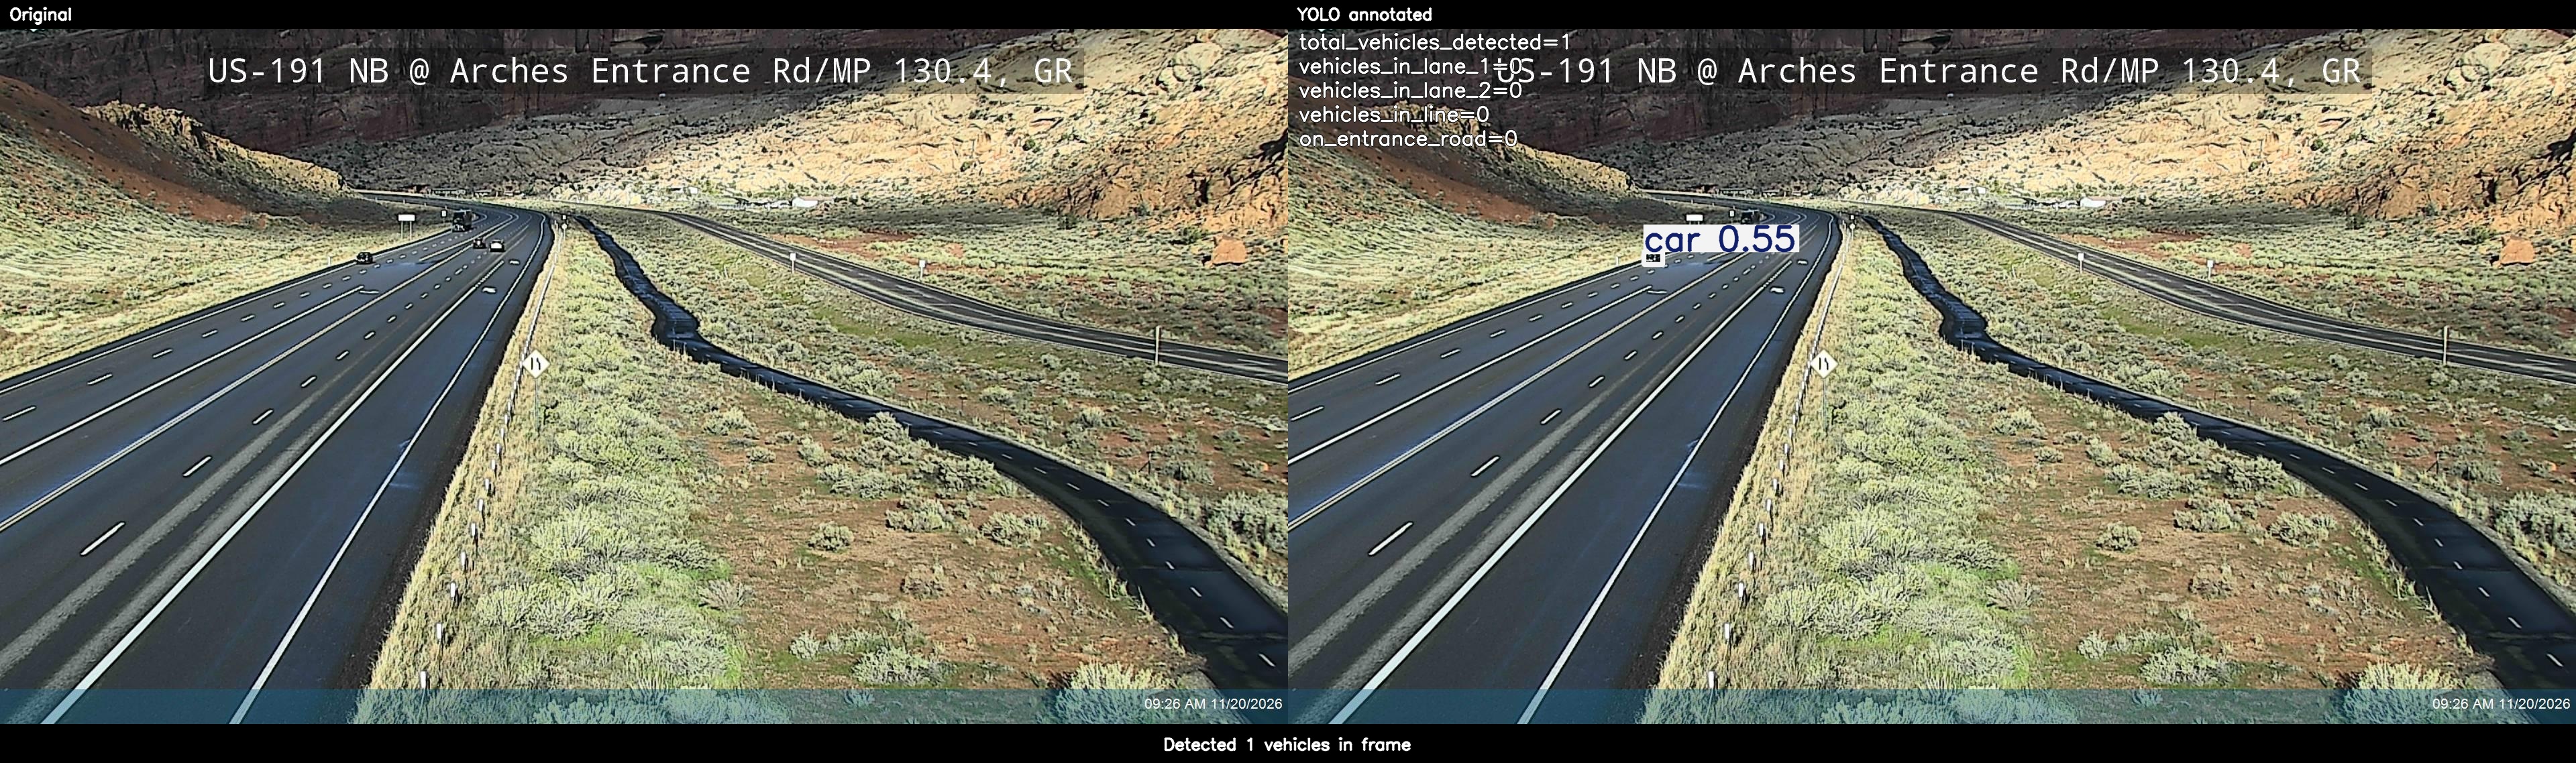 Original
YOLO annotated
US-191 NB @ Arches Entrance Rd/MP 130.4, GR
total_vehicles_detected=1
vehicles_in_lane_1=0
US-191 NB @ Arches Entrance Rd/MP 130.4, GR
vehicles_in_lane_2=0
vehicles_in_line=0
on_entrance_road=0
car 0.55
09:26 AM 11/20/2026
09:26 AM 11/20/2026
Detected 1 vehicles in frame